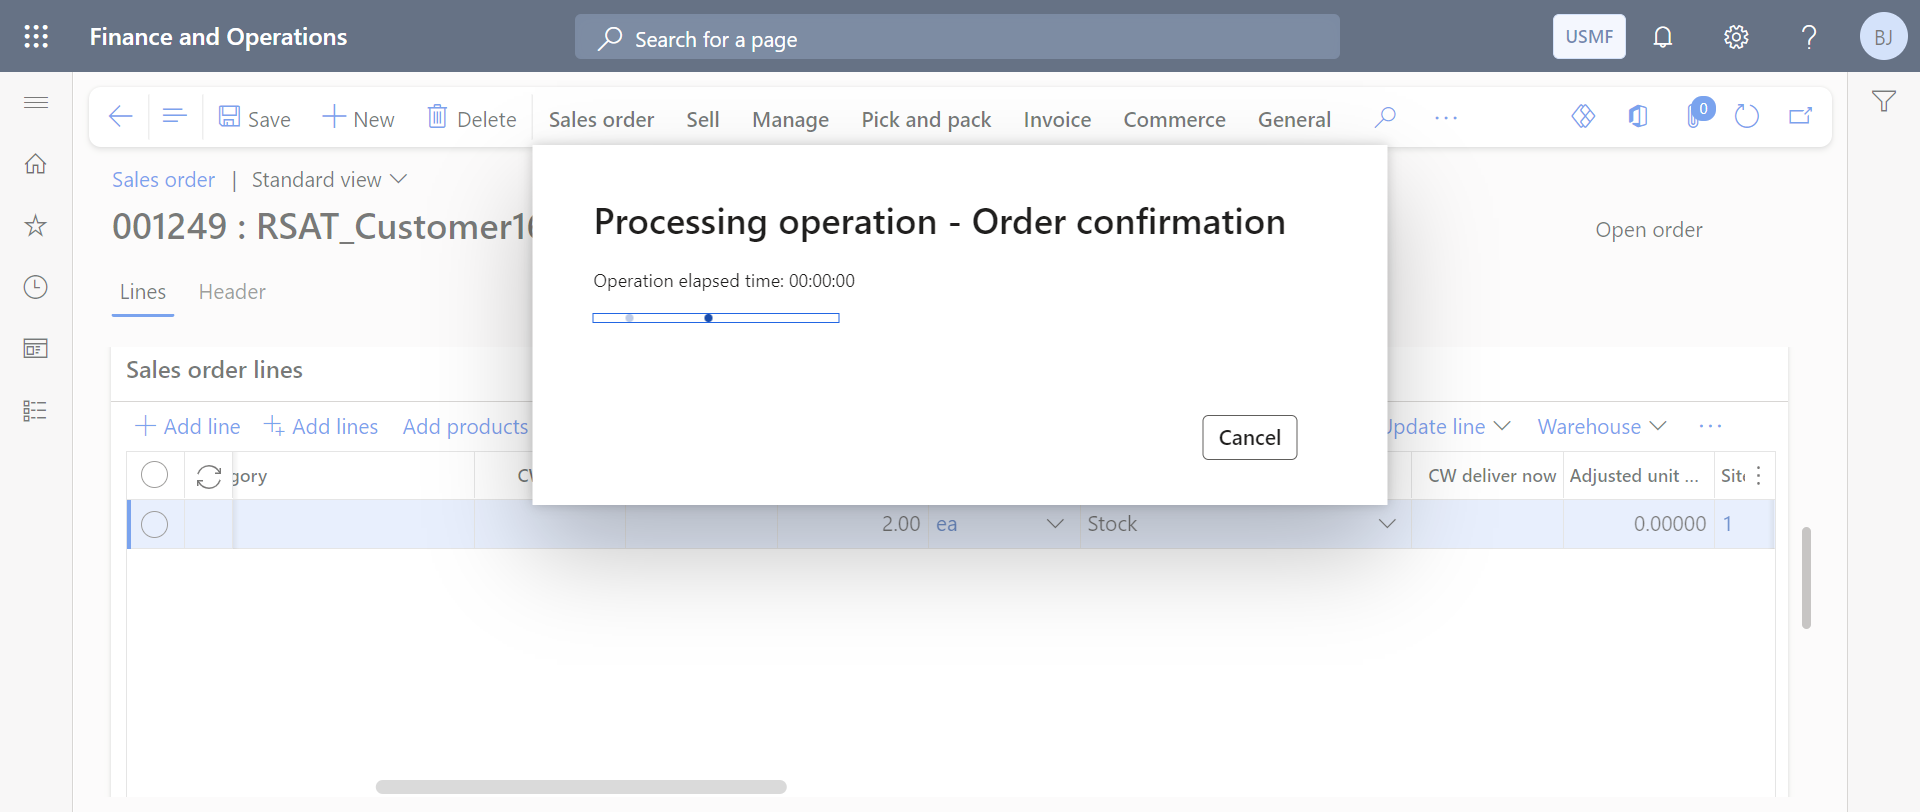 Finance and Operations
Search for a page
USMF
BJ
Save
New
Delete
Sales order
Sell
Manage
Pick and pack
Invoice
Commerce
General
0
Sales order | Standard view
001249 : RSAT_Customer16
Open order
Lines
Header
Processing operation - Order confirmation
Operation elapsed time: 00:00:00
Cancel
Sales order lines
Add line
Add lines
Add products
Update line
Warehouse
gory
CW deliver now
Adjusted unit ...
2.00
ea
Stock
0.00000
1